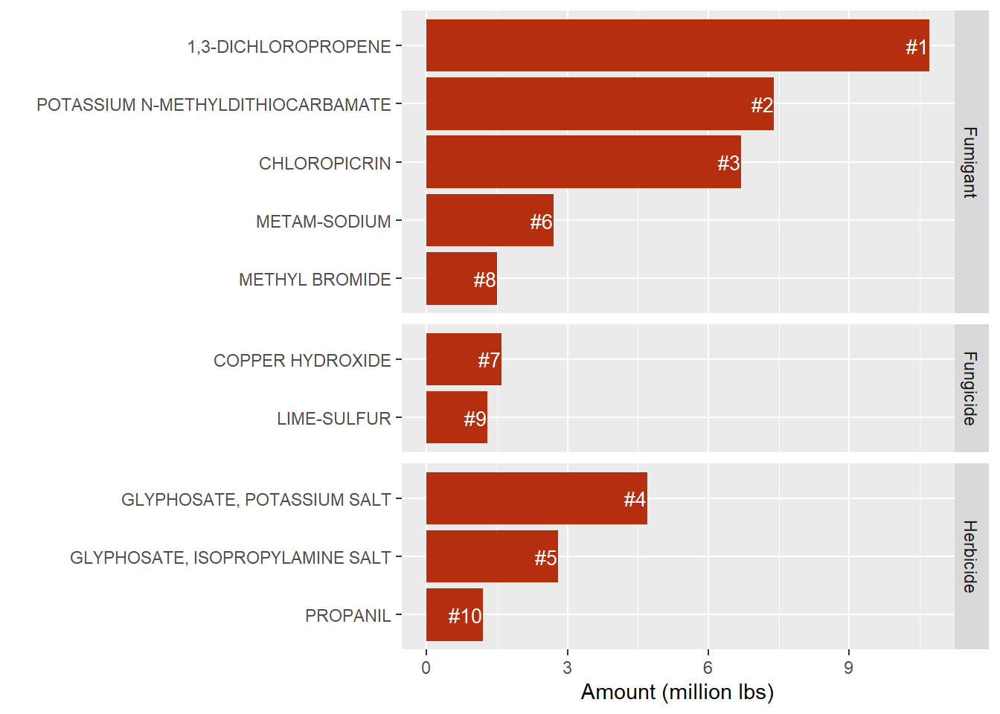 1,3-DICHLOROPROPENE
#1
POTASSIUM N-METHYLDITHIOCARBAMATE
#2
CHLOROPICRIN
#3
METAM-SODIUM
#6
METHYL BROMIDE
#8
Fumigant
COPPER HYDROXIDE
#7
LIME-SULFUR
#9
Fungicide
GLYPHOSATE, POTASSIUM SALT
#4
GLYPHOSATE, ISOPROPYLAMINE SALT
#5
PROPANIL
#10
Herbicide
0 3 6 9
Amount (million lbs)